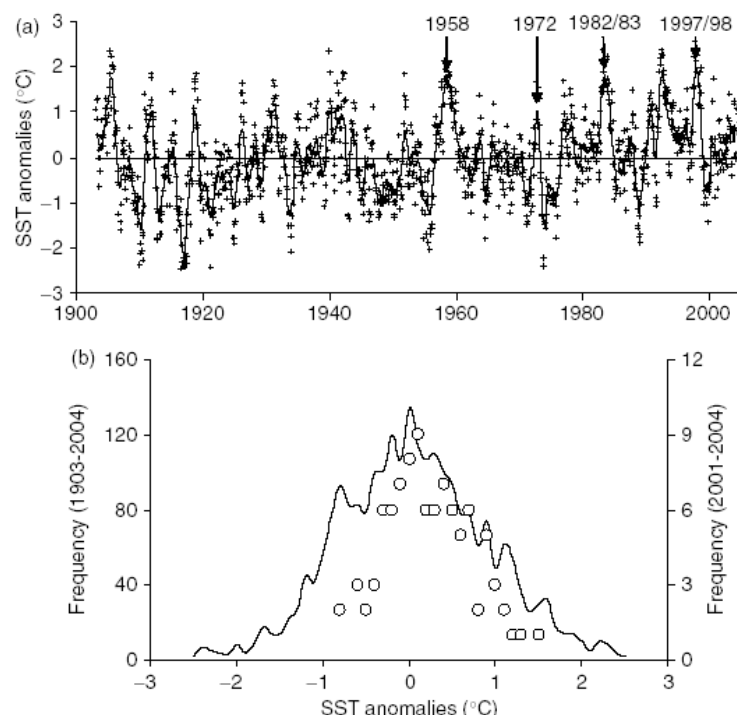 (a)
1958 1972 1982/83 1997/98
SST anomalies (°C)
3
2
1
0
−1
−2
−3
1900 1920 1940 1960 1980 2000
(b)
Frequency (1903-2004)
160
120
80
40
0
Frequency (2001-2004)
12
9
6
3
0
−3 −2 −1 0 1 2 3
SST anomalies (°C)